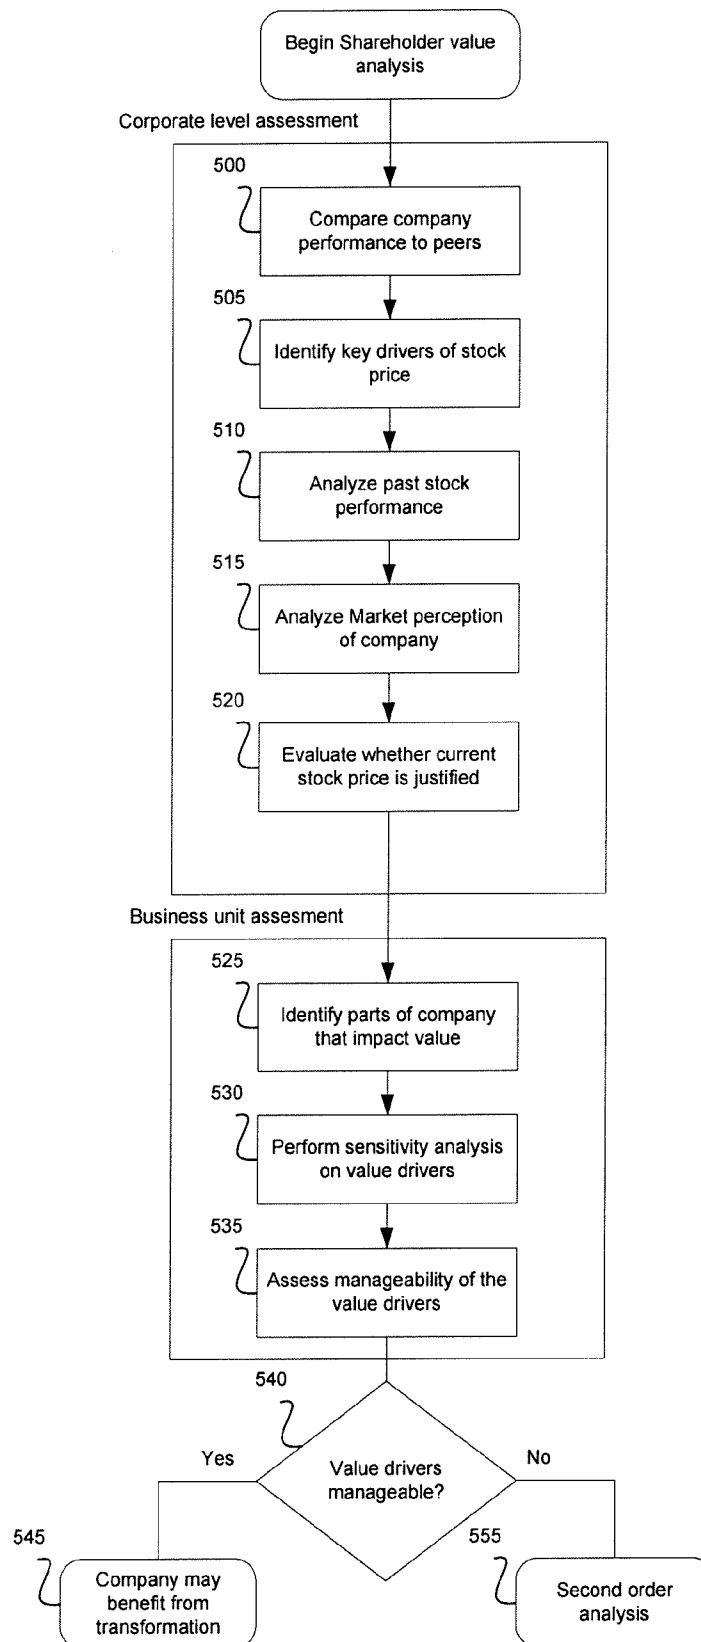 Begin Shareholder value
analysis
Corporate level assessment
500
Compare company
performance to peers
505
Identify key drivers of stock
price
510
Analyze past stock
performance
515
Analyze Market perception
of company
520
Evaluate whether current
stock price is justified
Business unit assesment
525
Identify parts of company
that impact value
530
Perform sensitivity analysis
on value drivers
535
Assess manageability of the
value drivers
540
Yes
No
Value drivers
manageable?
545
Company may
benefit from
transformation
555
Second order
analysis